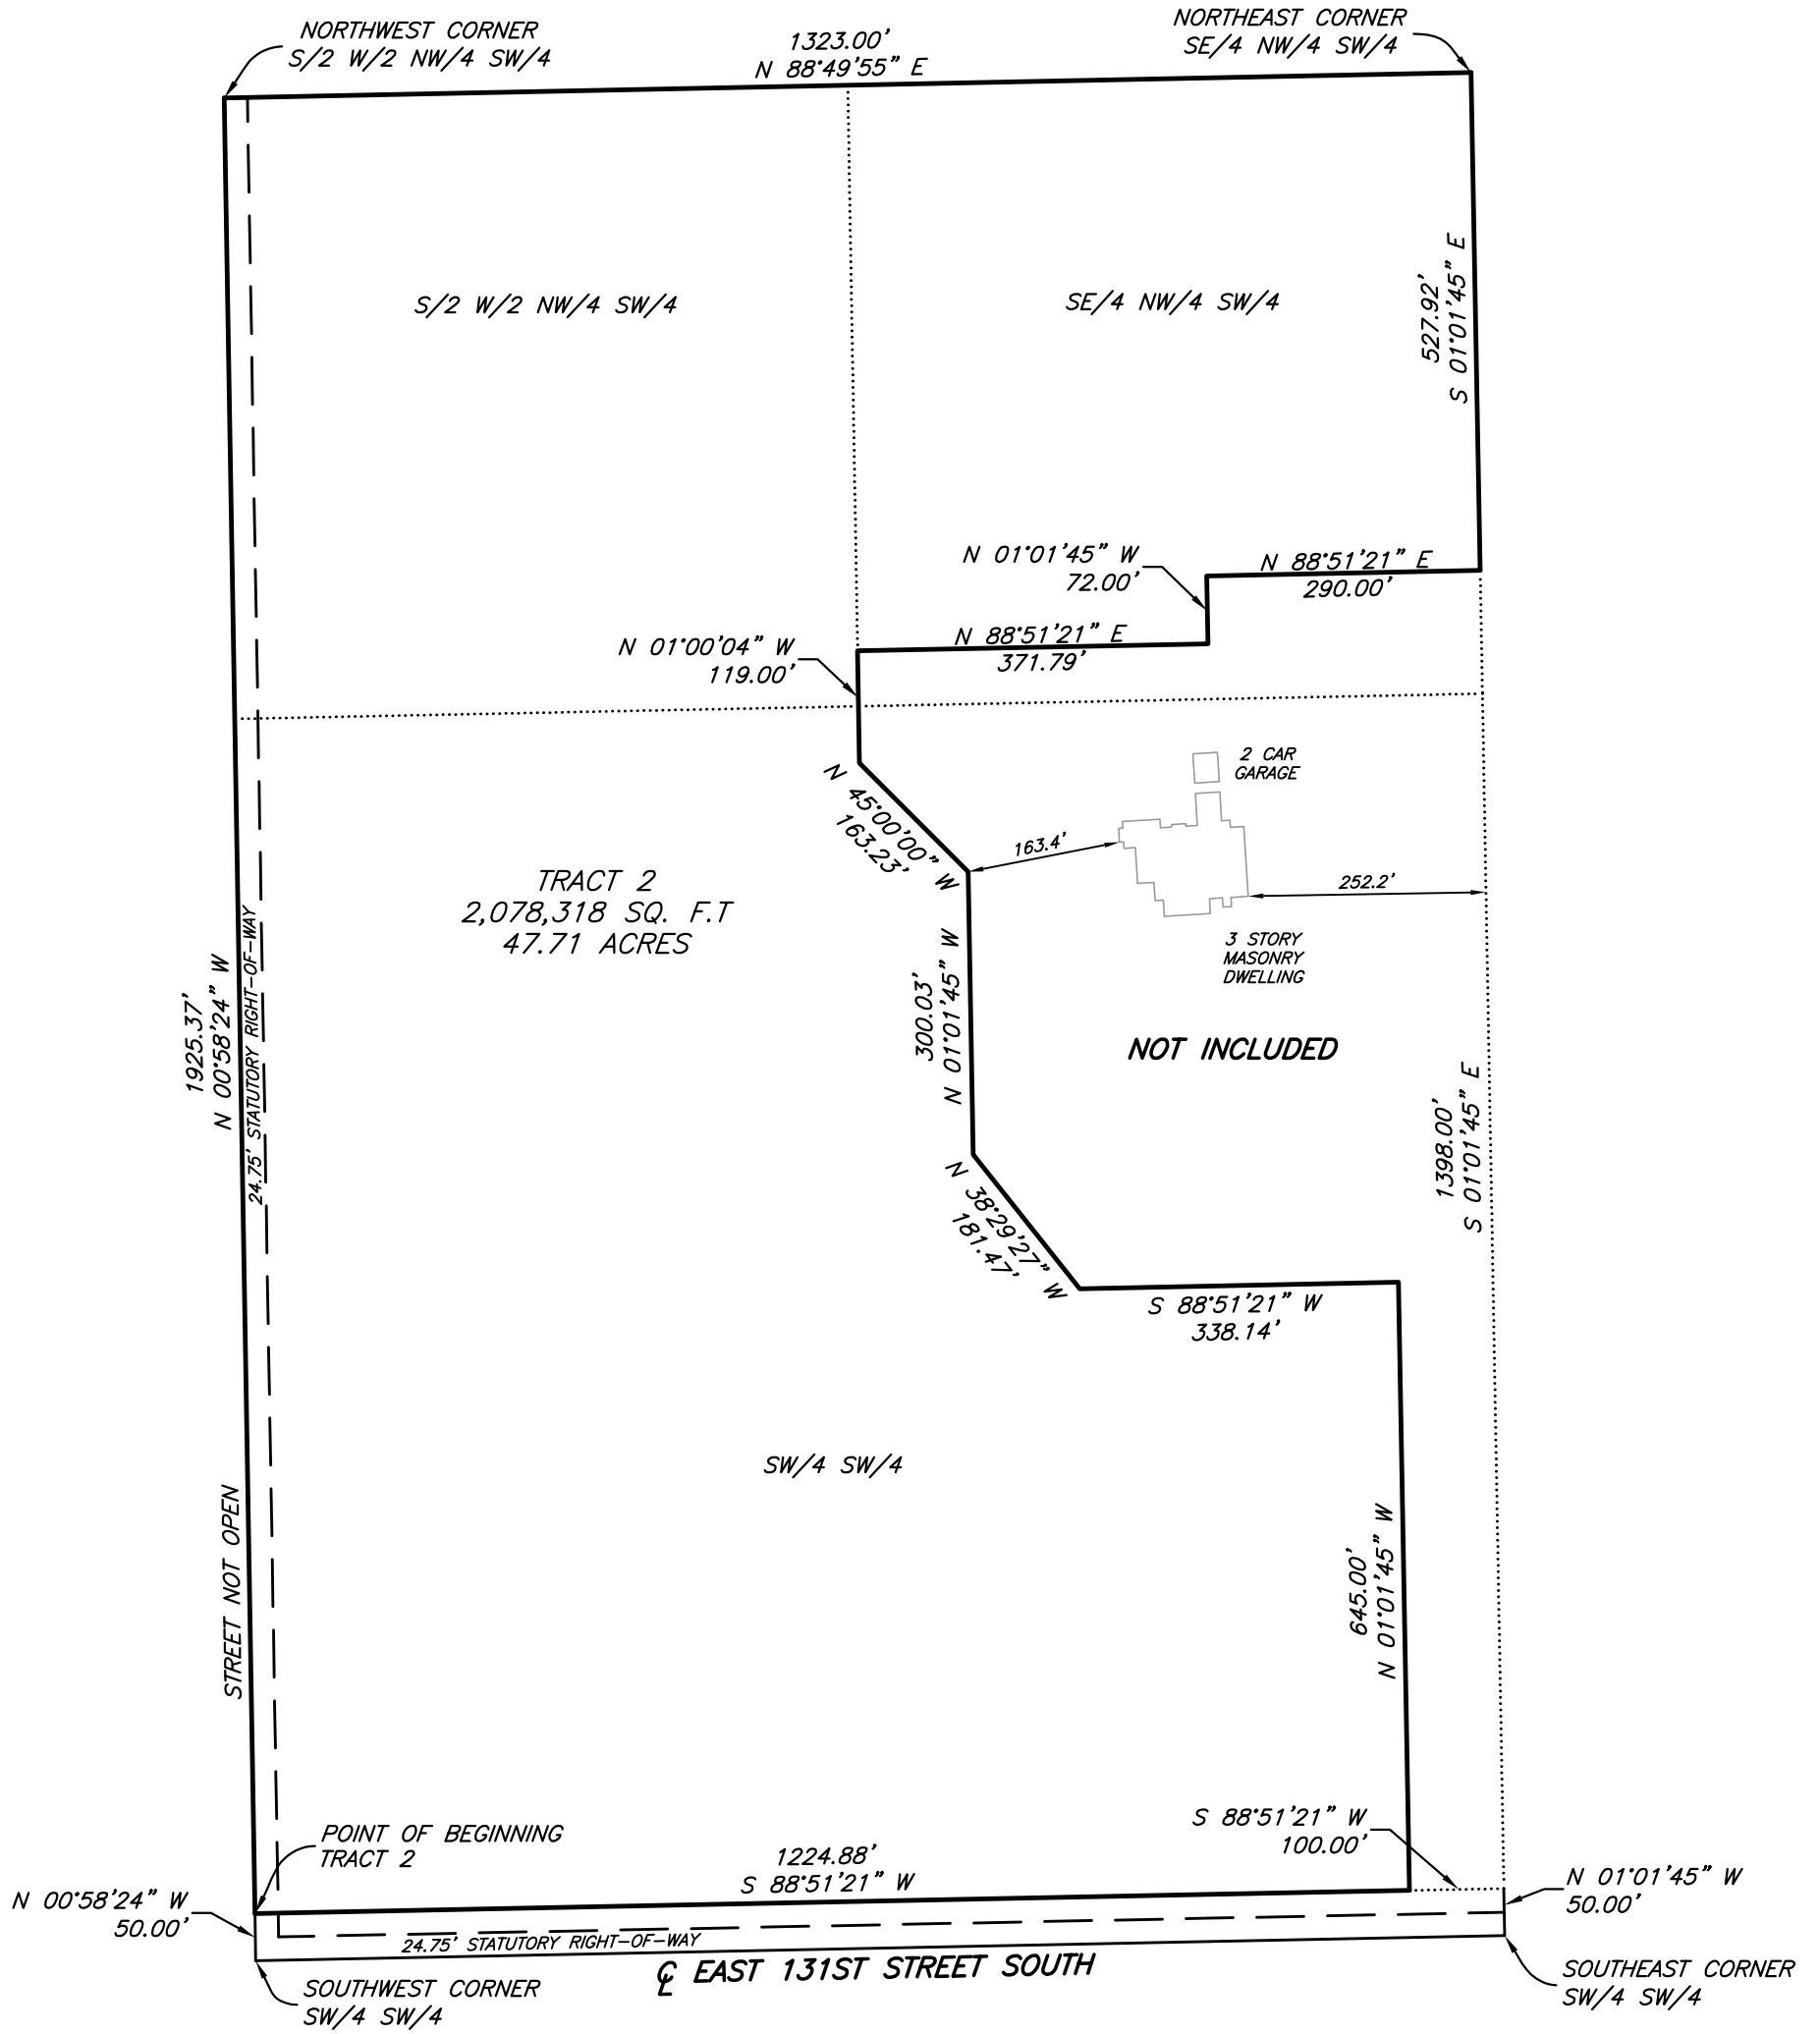 NORTHWEST CORNER
S/2 W/2 NW/4 SW/4
1323.00'
N 88°49'55" E
NORTHEAST CORNER
SE/4 NW/4 SW/4
S/2 W/2 NW/4 SW/4
SE/4 NW/4 SW/4
527.92'
S 01°01'45" E
N 01°01'45" W
72.00'
N 88°51'21" E
290.00'
N 01°00'04" W
119.00'
N 88°51'21" E
371.79'
2 CAR
GARAGE
N 45°00'00" W
163.23'
163.4'
252.2'
TRACT 2
2,078,318 SQ. F.T
47.71 ACRES
3 STORY
MASONRY
DWELLING
1925.37'
N 00°58'24" W
24.75' STATUTORY RIGHT-OF-WAY
300.03'
N 01°01'45" W
NOT INCLUDED
1398.00'
S 01°01'45" E
N 38°29'27" W
181.47'
S 88°51'21" W
338.14'
SW/4 SW/4
STREET NOT OPEN
645.00'
N 01°01'45" W
POINT OF BEGINNING
TRACT 2
1224.88'
S 88°51'21" W
S 88°51'21" W
100.00'
N 00°58'24" W
50.00'
N 01°01'45" W
50.00'
24.75' STATUTORY RIGHT-OF-WAY
℄ EAST 131ST STREET SOUTH
SOUTHWEST CORNER
SW/4 SW/4
SOUTHEAST CORNER
SW/4 SW/4